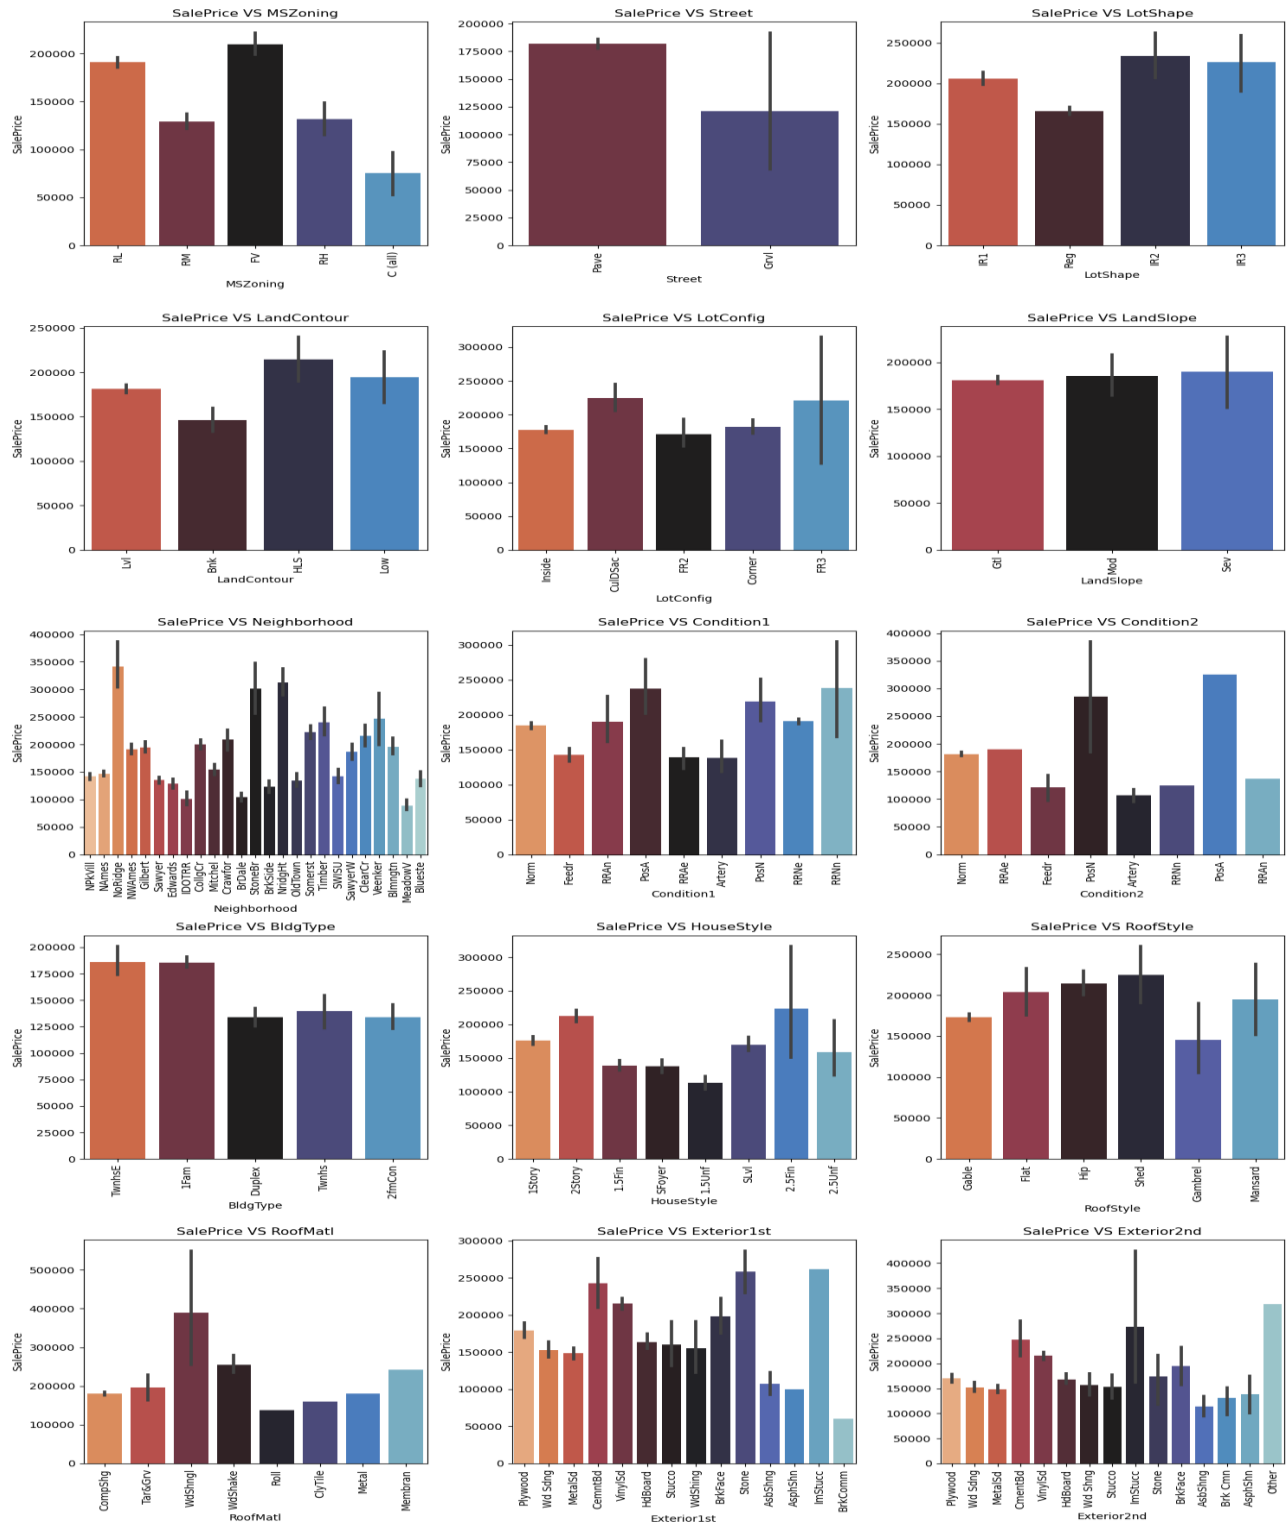 SalePrice VS MSZoning
SalePrice
200000
150000
100000
50000
0
RL
RM
FV
RH
C (all)
MSZoning
SalePrice VS Street
SalePrice
200000
175000
150000
125000
100000
75000
50000
25000
0
Pave
Grvl
Street
SalePrice VS LotShape
SalePrice
250000
200000
150000
100000
50000
0
IR1
Reg
IR2
IR3
LotShape
SalePrice VS LandContour
SalePrice
250000
200000
150000
100000
50000
0
Lvl
Bnk
HLS
Low
LandContour
SalePrice VS LotConfig
SalePrice
300000
250000
200000
150000
100000
50000
0
Inside
CulDSac
FR2
Corner
FR3
LotConfig
SalePrice VS LandSlope
SalePrice
200000
150000
100000
50000
0
Gtl
Mod
Sev
LandSlope
SalePrice VS Neighborhood
SalePrice
400000
350000
300000
250000
200000
150000
100000
50000
0
NPkVill
NAmes
NoRidge
NWAmes
Gilbert
Sawyer
Edwards
IDOTRR
CollgCr
Mitchel
Crawfor
BrDale
StoneBr
BrkSide
NridgHt
OldTown
Somerst
Timber
SWISU
SawyerW
ClearCr
Veenker
Blmngtn
MeadowV
Blueste
Neighborhood
SalePrice VS Condition1
SalePrice
300000
250000
200000
150000
100000
50000
0
Norm
Feedr
RRAn
PosA
RRAe
Artery
PosN
RRNe
RRNn
Condition1
SalePrice VS Condition2
SalePrice
400000
350000
300000
250000
200000
150000
100000
50000
0
Norm
RRAe
Feedr
PosN
Artery
RRNn
PosA
RRAn
Condition2
SalePrice VS BldgType
SalePrice
200000
175000
150000
125000
100000
75000
50000
25000
0
TwnhsE
1Fam
Duplex
Twnhs
2fmCon
BldgType
SalePrice VS HouseStyle
SalePrice
300000
250000
200000
150000
100000
50000
0
1Story
2Story
1.5Fin
SFoyer
1.5Unf
SLvl
2.5Fin
2.5Unf
HouseStyle
SalePrice VS RoofStyle
SalePrice
250000
200000
150000
100000
50000
0
Gable
Flat
Hip
Shed
Gambrel
Mansard
RoofStyle
SalePrice VS RoofMatl
SalePrice
500000
400000
300000
200000
100000
0
CompShg
Tar&Grv
WdShngl
WdShake
Roll
ClyTile
Metal
Membran
RoofMatl
SalePrice VS Exterior1st
SalePrice
300000
250000
200000
150000
100000
50000
0
Plywood
Wd Sdng
MetalSd
CemntBd
VinylSd
HdBoard
Stucco
WdShing
BrkFace
Stone
AsbShng
AsphShn
ImStucc
BrkComm
Exterior1st
SalePrice VS Exterior2nd
SalePrice
400000
350000
300000
250000
200000
150000
100000
50000
0
Plywood
Wd Sdng
MetalSd
CmentBd
VinylSd
HdBoard
Wd Shng
Stucco
ImStucc
Stone
BrkFace
AsbShng
Brk Cmn
AsphShn
Other
Exterior2nd